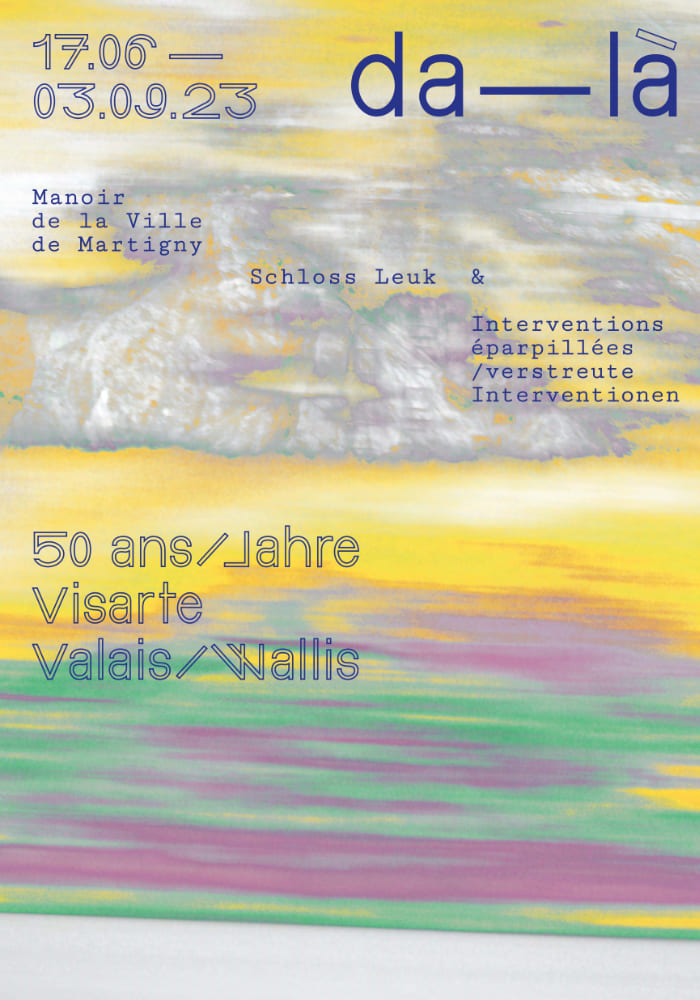 17.06 —
03.09.23
da—là
Manoir
de la Ville
de Martigny
Schloss Leuk &
Interventions
éparpillées
/verstreute
Interventionen
50 ans/Jahre
Visarte
Valais/Wallis